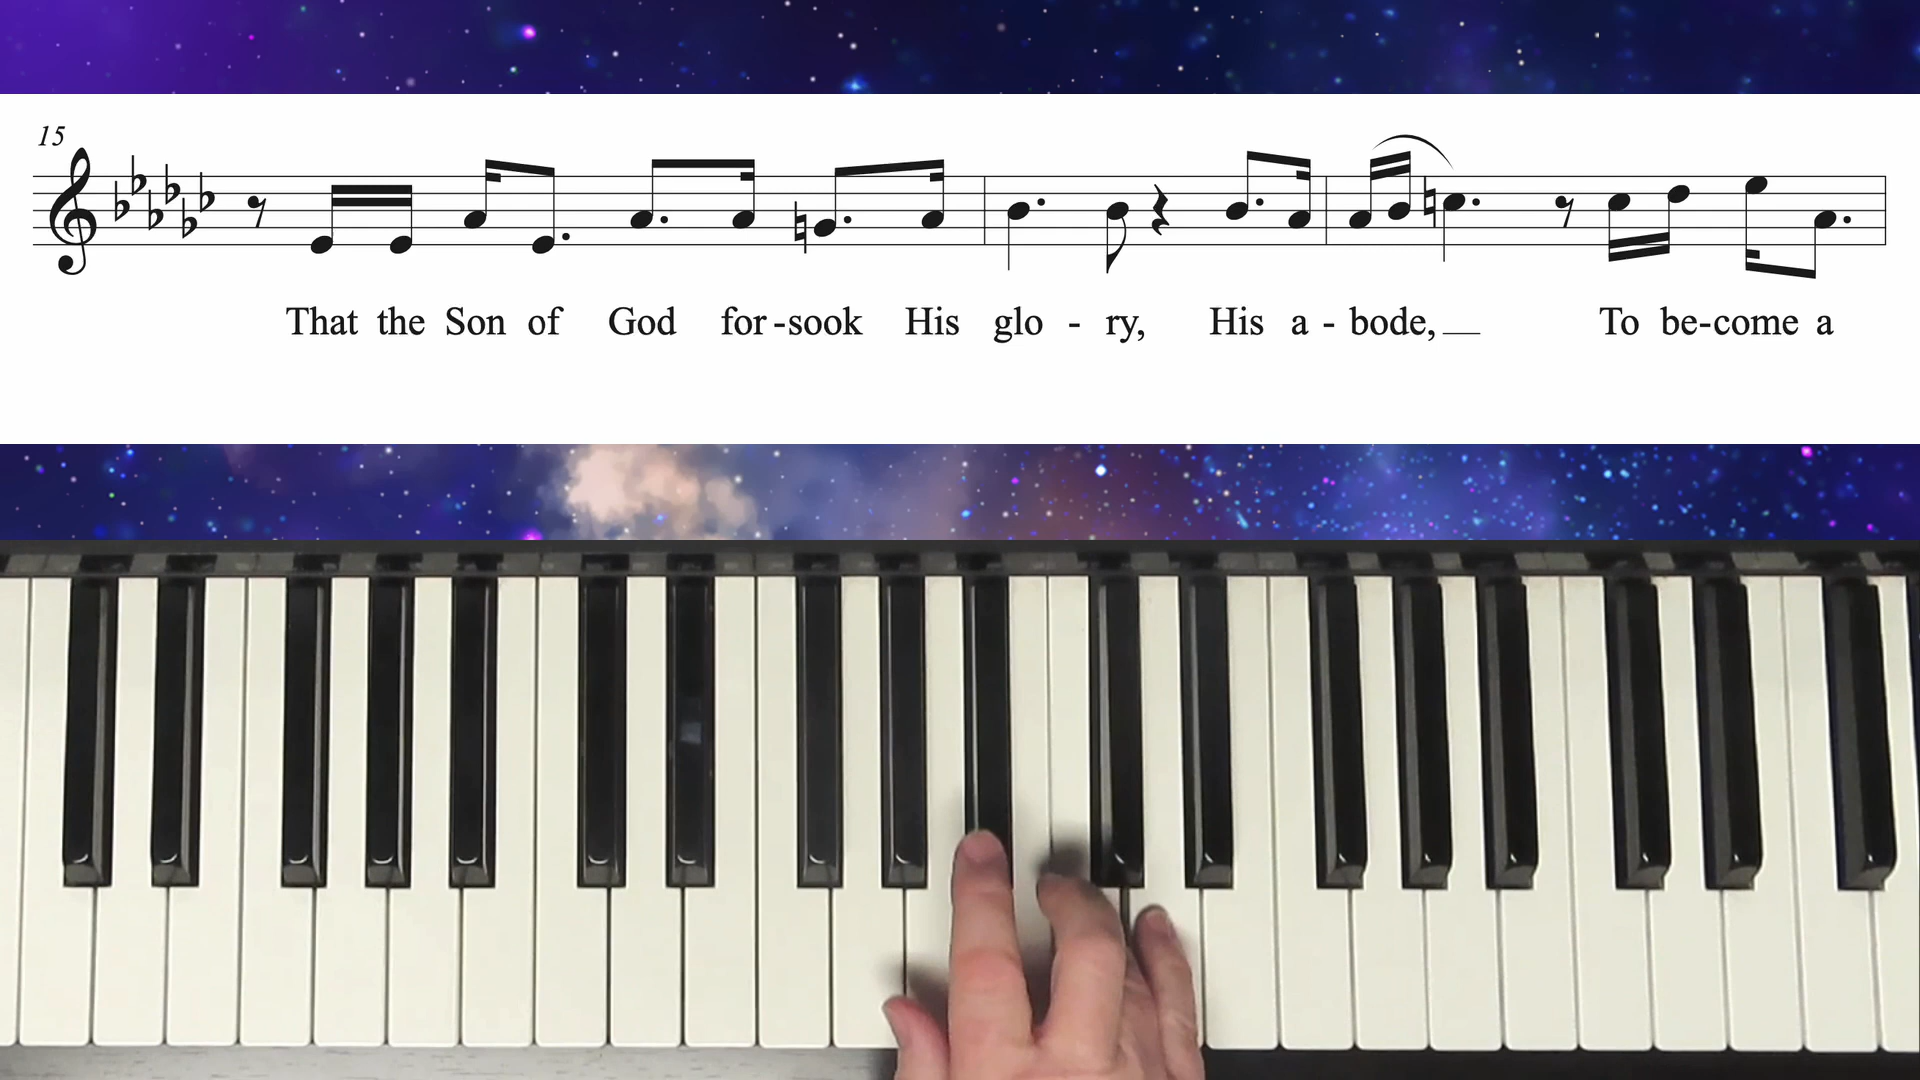 15
That the Son of God for-sook His glo - ry, His a - bode, To be-come a